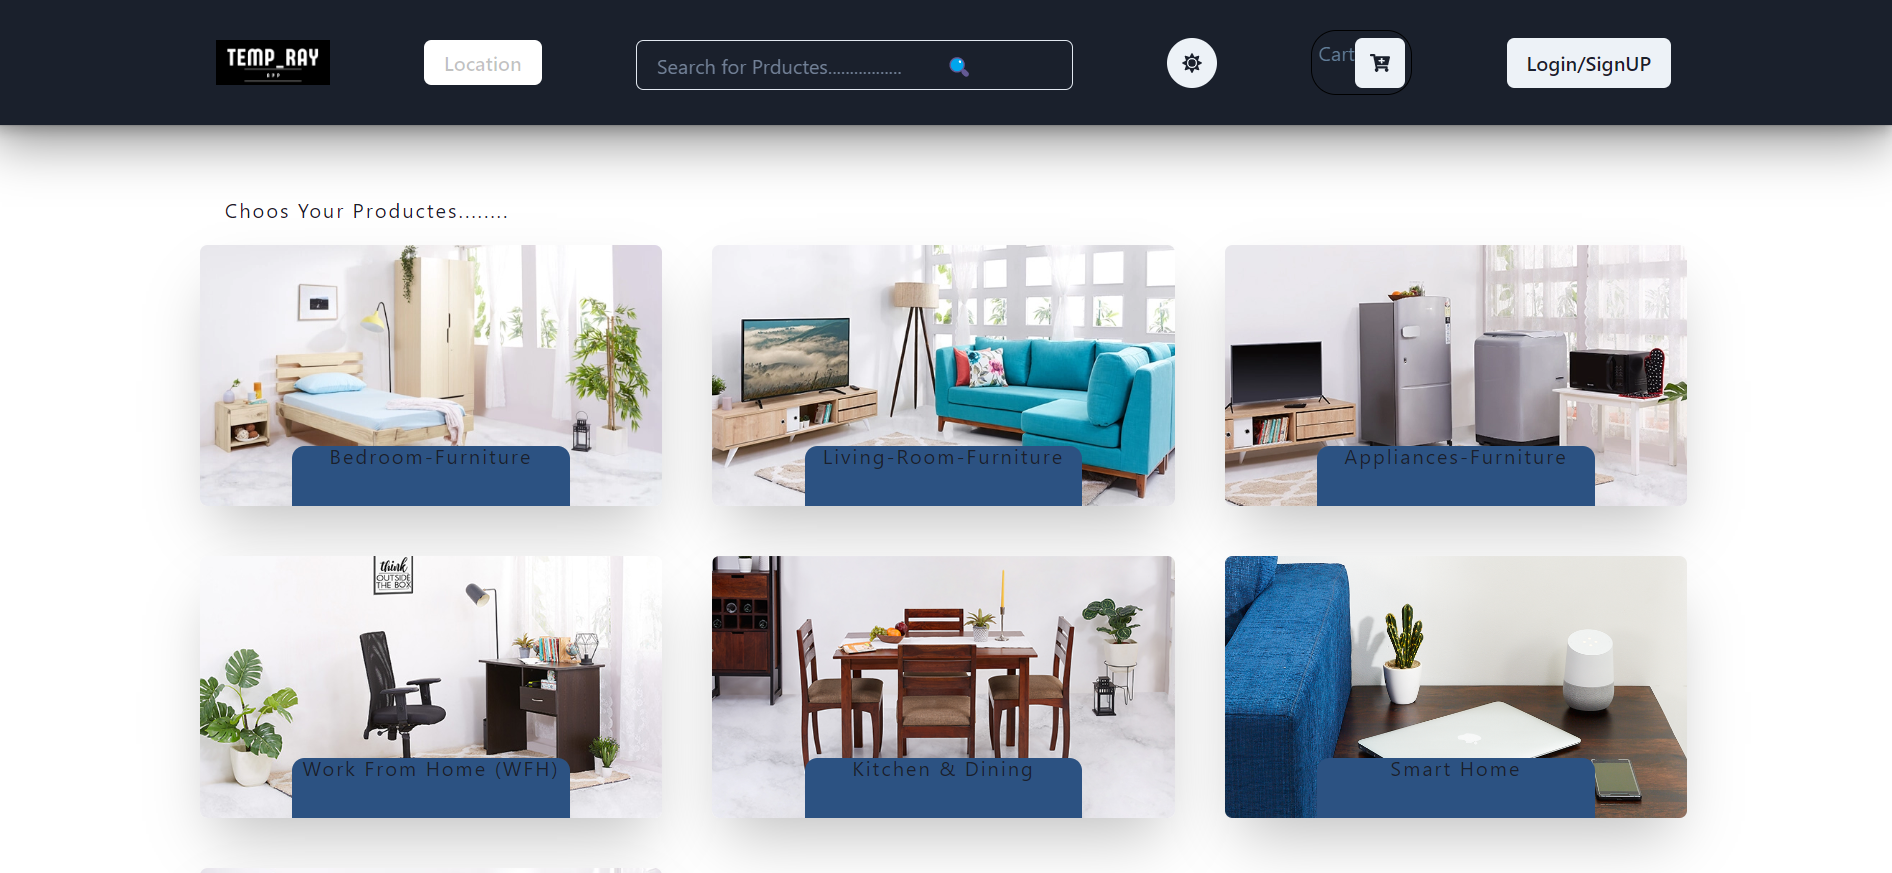 TEMP_RAY
APP
Location
Search for Prductes.................
Cart
Login/SignUP
Choos Your Productes........
Bedroom-Furniture
Living-Room-Furniture
Appliances-Furniture
think
OUTSIDE
THE BOX
Work From Home (WFH)
Kitchen & Dining
Smart Home